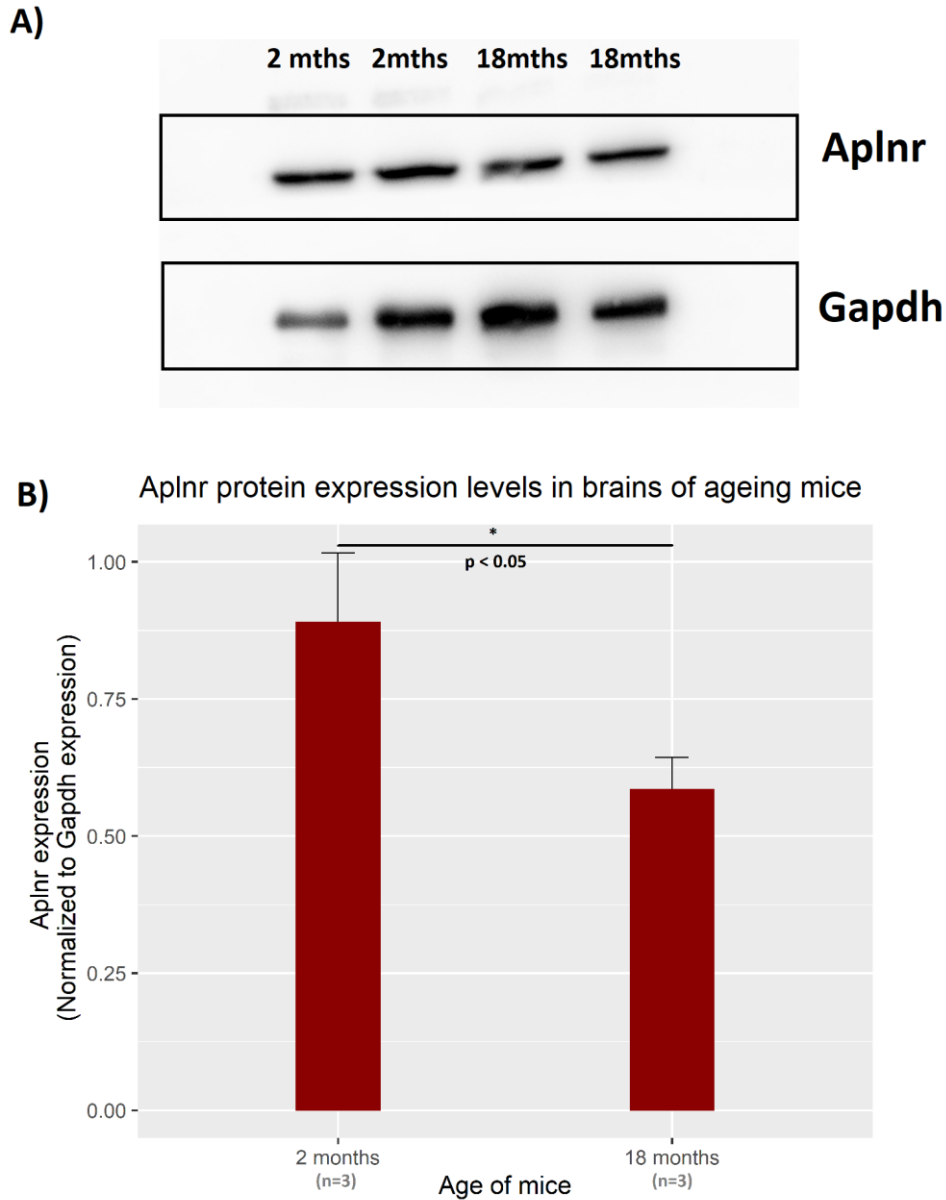 A)
2 mths 2mths 18mths 18mths
Aplnr
Gapdh
B)
Aplnr protein expression levels in brains of ageing mice
*
p < 0.05
1.00
0.75
0.50
0.25
0.00
Aplnr expression
(Normalized to Gapdh expression)
2 months 18 months
(n=3) (n=3)
Age of mice